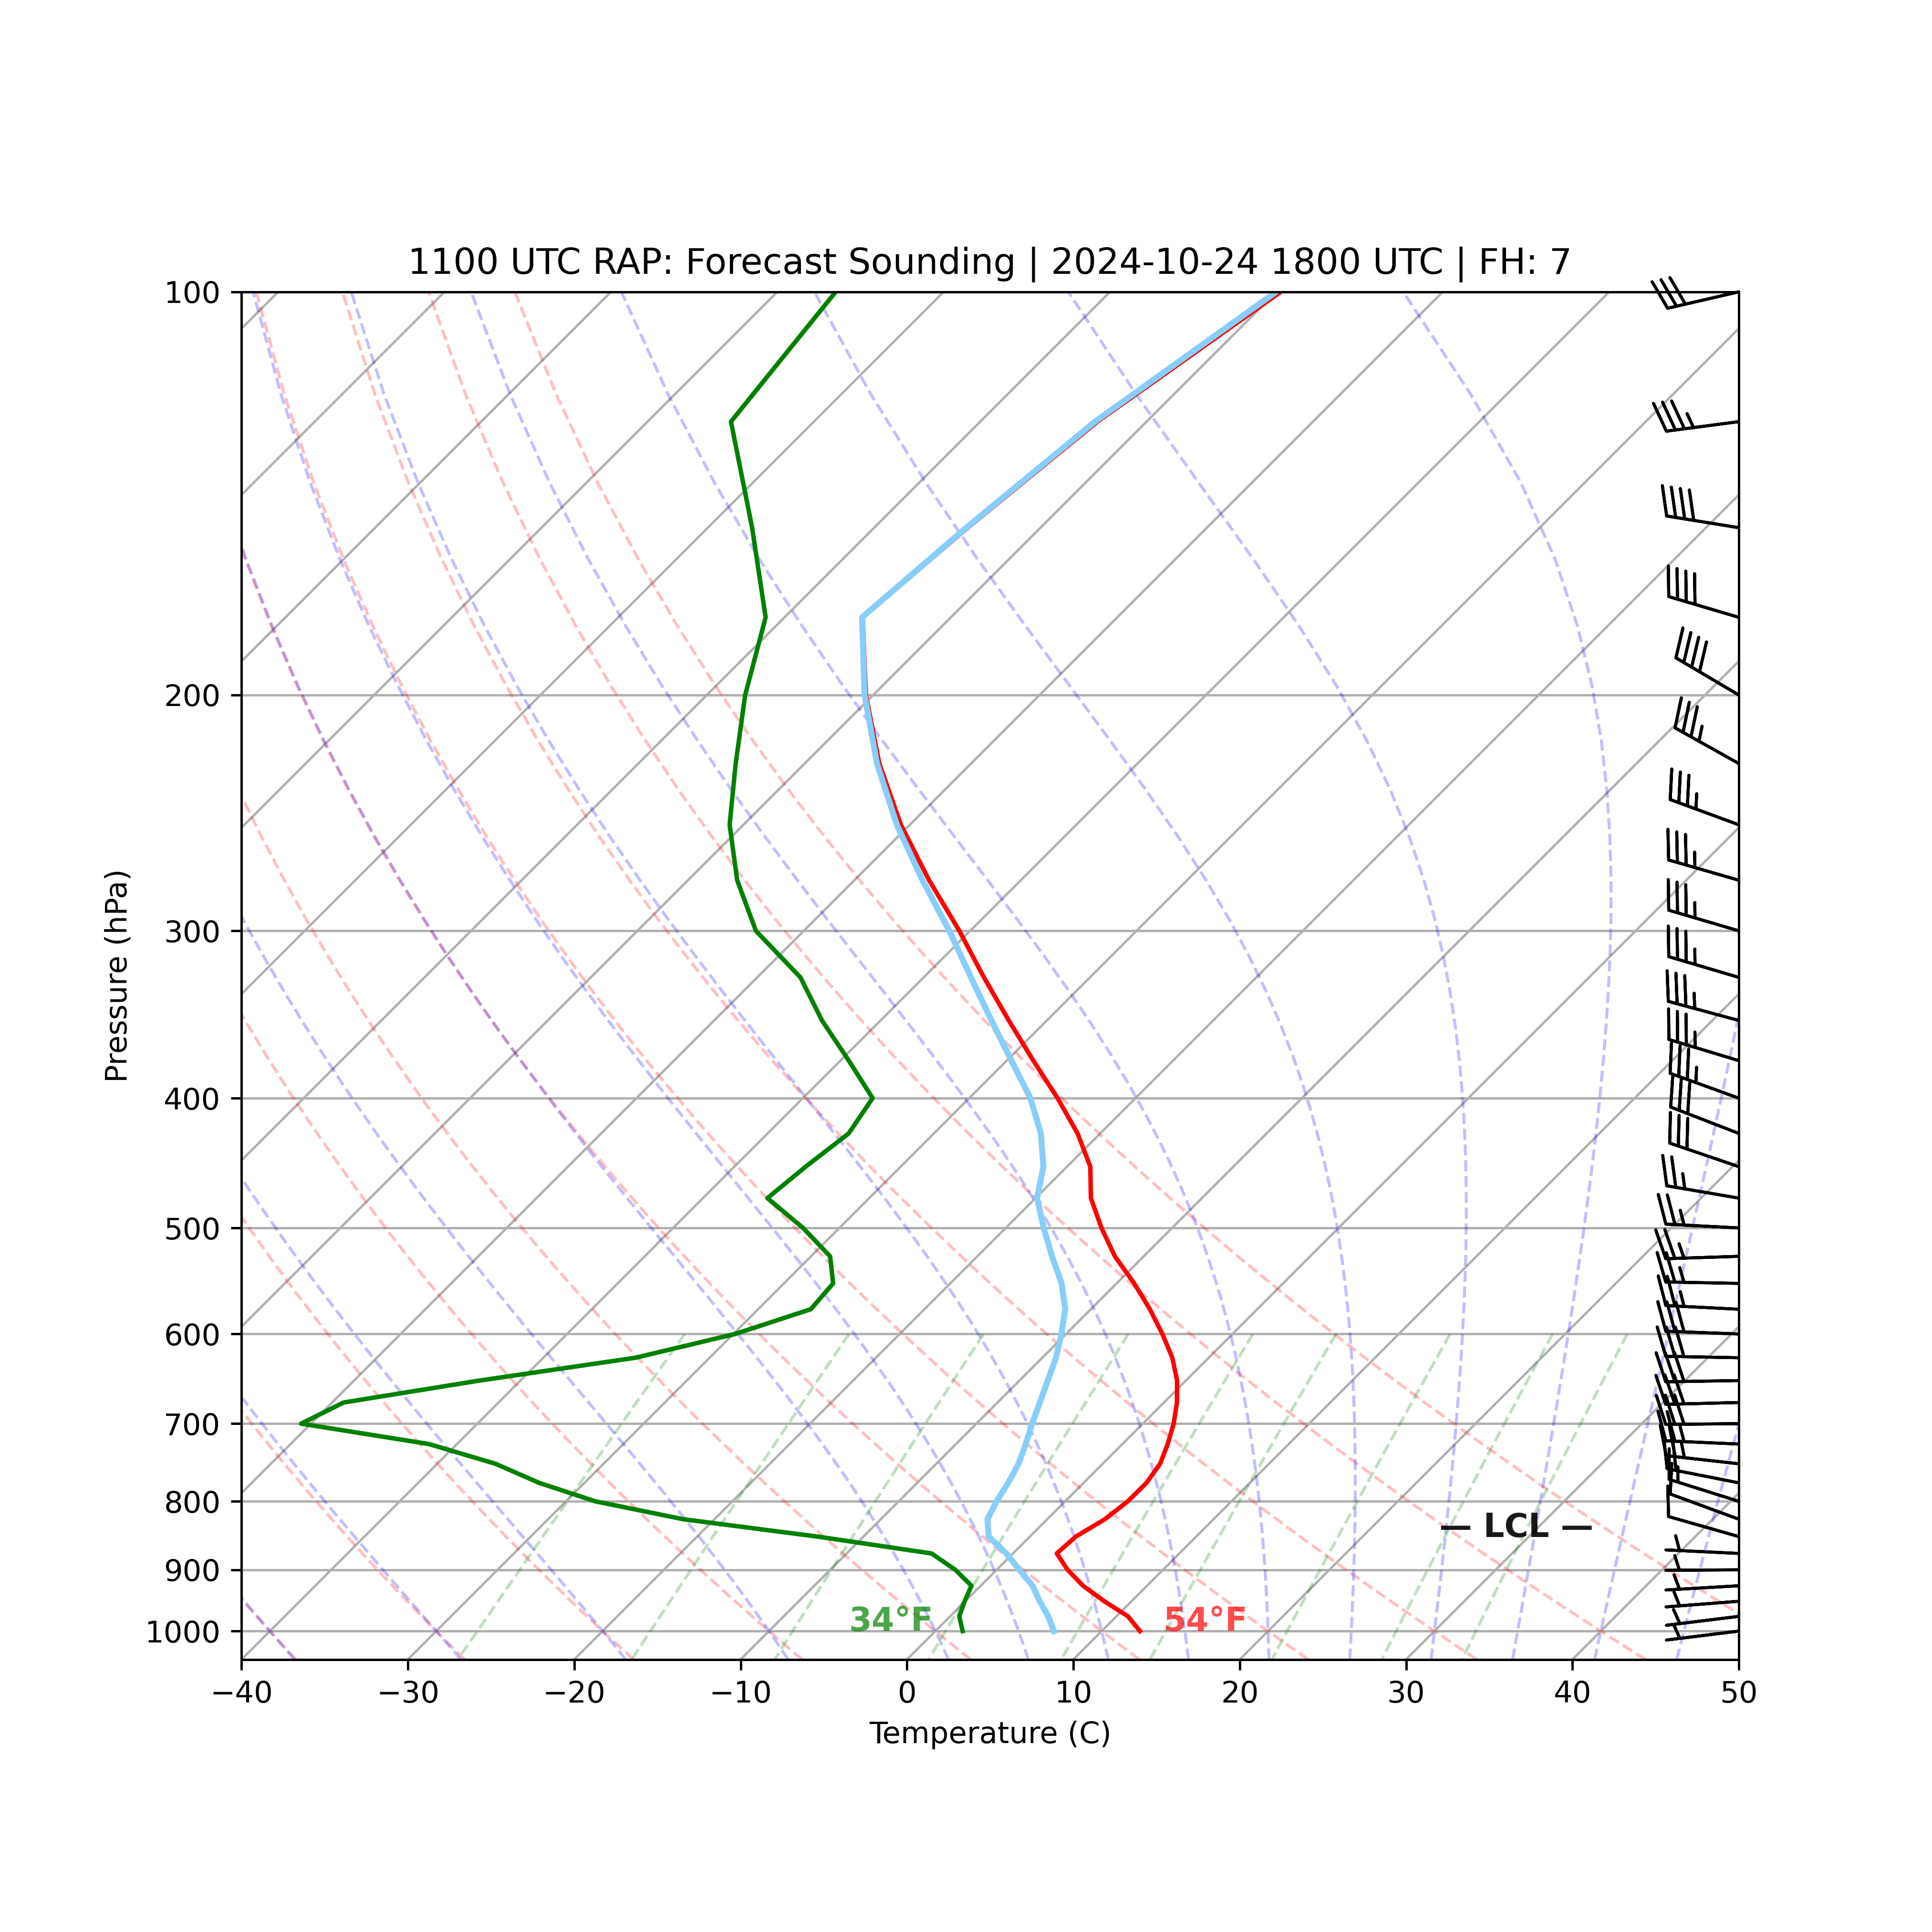 1100 UTC RAP: Forecast Sounding | 2024-10-24 1800 UTC | FH: 7
100
200
300
400
500
600
700
800
900
1000
Pressure (hPa)
— LCL —
34°F
54°F
−40 −30 −20 −10 0 10 20 30 40 50
Temperature (C)